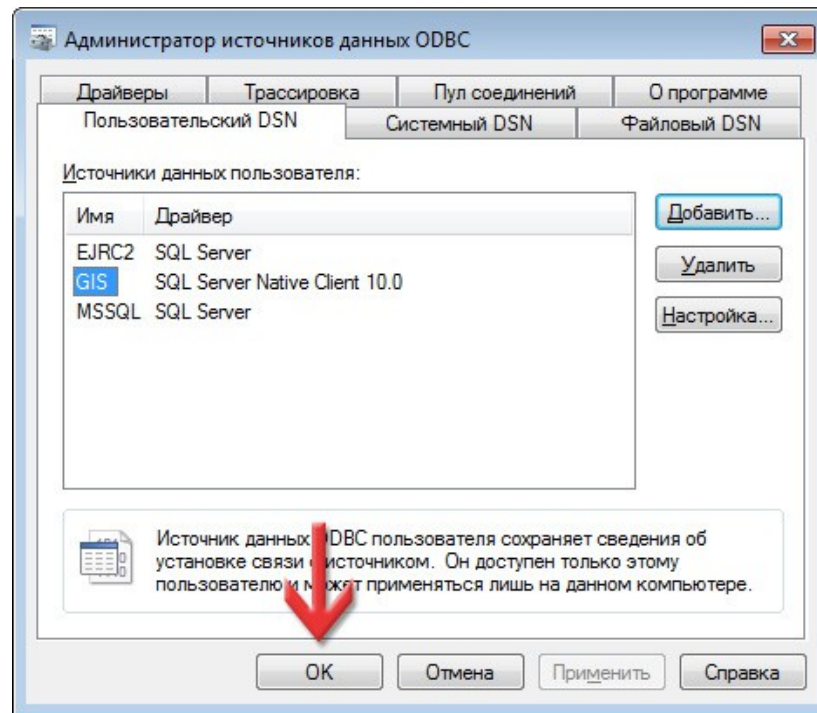 Администратор источников данных ODBC
Драйверы Трассировка Пул соединений О программе
Пользовательский DSN Системный DSN Файловый DSN
Источники данных пользователя:
Имя Драйвер
EJRC2 SQL Server
GIS SQL Server Native Client 10.0
MSSQL SQL Server
Добавить...
Удалить
Настройка...
Источник данных ODBC пользователя сохраняет сведения об
установке связи с источником. Он доступен только этому
пользователю и может применяться лишь на данном компьютере.
OK Отмена Применить Справка